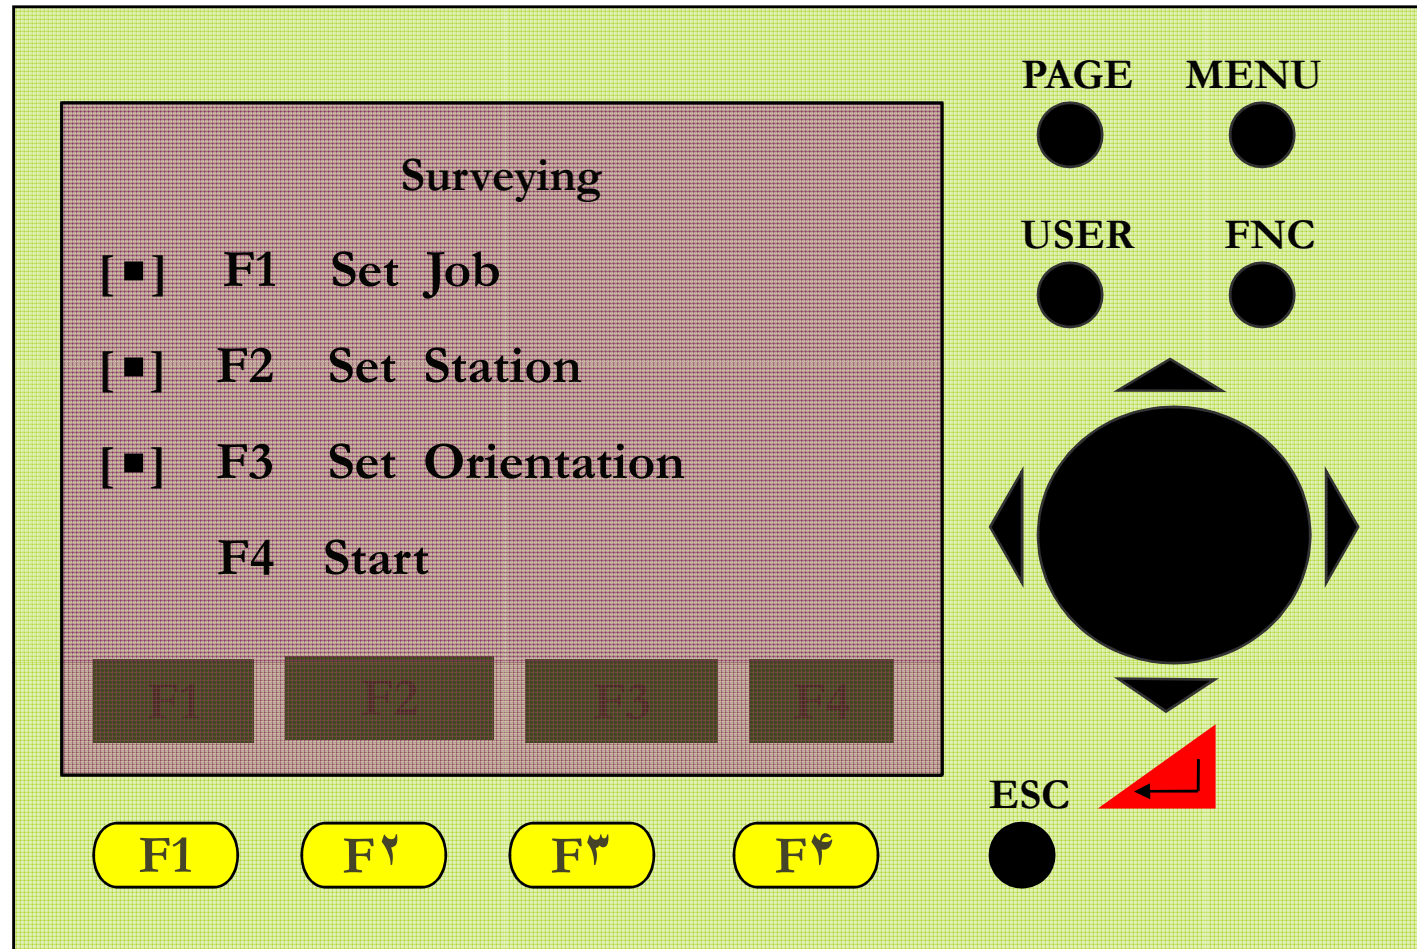 PAGE MENU
Surveying
USER FNC
[▪] F1 Set Job
[▪] F2 Set Station
[▪] F3 Set Orientation
F4 Start
F1 F2 F3 F4
ESC
F1 F۲ F۳ F۴